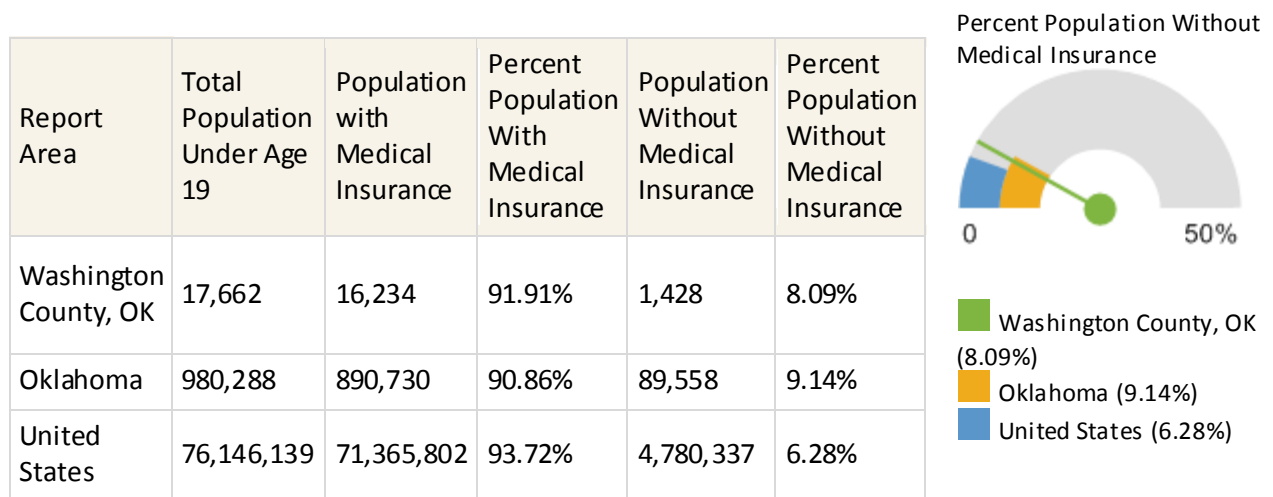 Report
Area
Total
Population
Under Age
19
Population
with
Medical
Insurance
Percent
Population
With
Medical
Insurance
Population
Without
Medical
Insurance
Percent
Population
Without
Medical
Insurance
Washington
County, OK
17,662
16,234
91.91%
1,428
8.09%
Oklahoma
980,288
890,730
90.86%
89,558
9.14%
United
States
76,146,139
71,365,802
93.72%
4,780,337
6.28%
Percent Population Without
Medical Insurance
0
50%
Washington County, OK
(8.09%)
Oklahoma (9.14%)
United States (6.28%)